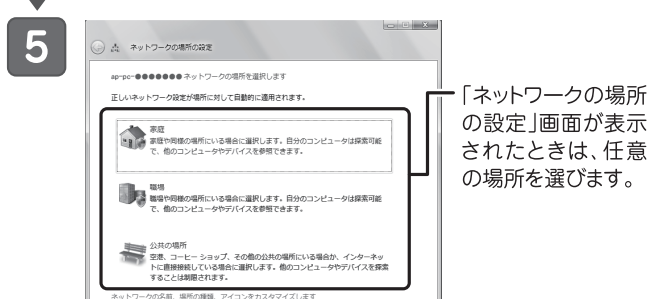 5
ネットワークの場所の設定
ap-pc-●●●●●●● ネットワークの場所を選択します
正しいネットワーク設定が場所に対して自動的に適用されます。
家庭
家庭や同様の場所にいる場合に選択します。自分のコンピュータは探索可能
で、他のコンピュータやデバイスを参照できます。
職場
職場や同様の場所にいる場合に選択します。自分のコンピュータは探索可能
で、他のコンピュータやデバイスを参照できます。
公共の場所
空港、コーヒー ショップ、その他の公共の場所にいる場合か、インターネッ
トに直接接続している場合に選択します。他のコンピュータやデバイスを探索
することは制限されます。
ネットワークの名前、場所の種類、アイコンをカスタマイズします
「ネットワークの場所
の設定」画面が表示
されたときは、任意
の場所を選びます。